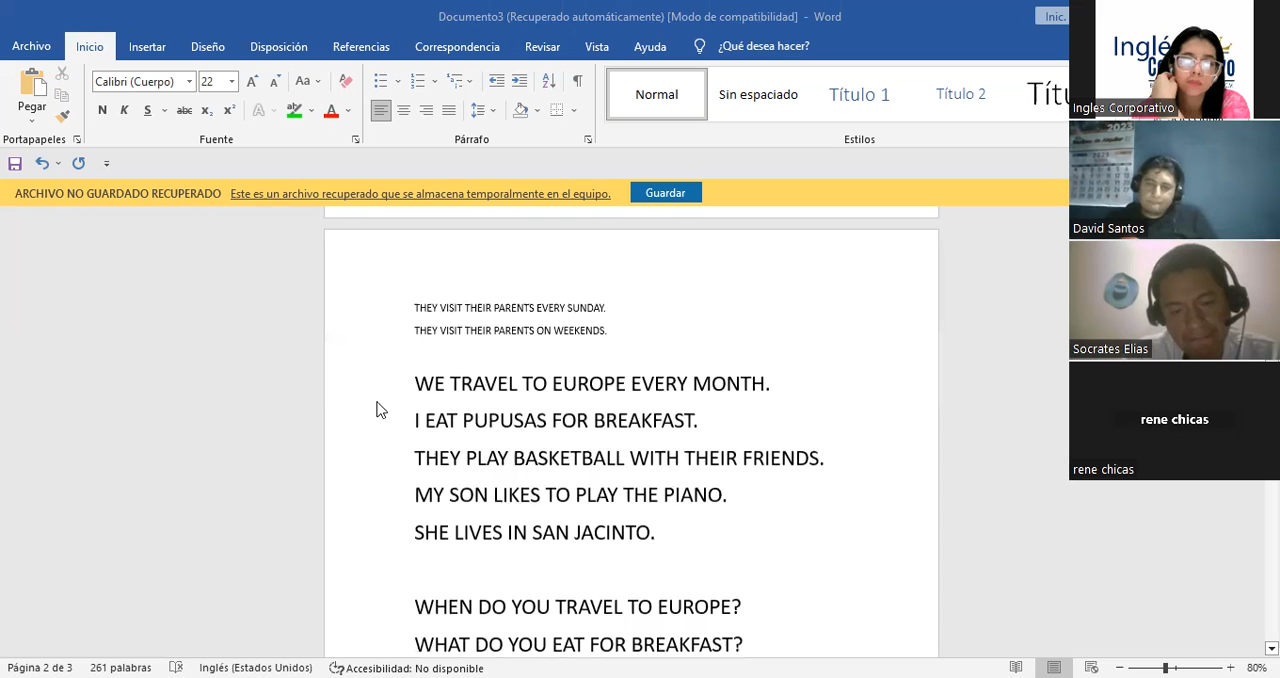 Documento3 (Recuperado automáticamente) [Modo de compatibilidad] - Word
Inic.
Archivo Inicio Insertar Diseño Disposición Referencias Correspondencia Revisar Vista Ayuda ¿Qué desea hacer?
Calibri (Cuerpo) 22
Pegar
N K S abc x₂ x²
Normal Sin espaciado Título 1 Título 2
Portapapeles Fuente Párrafo Estilos
ARCHIVO NO GUARDADO RECUPERADO Este es un archivo recuperado que se almacena temporalmente en el equipo. Guardar
THEY VISIT THEIR PARENTS EVERY SUNDAY.
THEY VISIT THEIR PARENTS ON WEEKENDS.
WE TRAVEL TO EUROPE EVERY MONTH.
I EAT PUPUSAS FOR BREAKFAST.
THEY PLAY BASKETBALL WITH THEIR FRIENDS.
MY SON LIKES TO PLAY THE PIANO.
SHE LIVES IN SAN JACINTO.
WHEN DO YOU TRAVEL TO EUROPE?
WHAT DO YOU EAT FOR BREAKFAST?
Página 2 de 3 261 palabras Inglés (Estados Unidos) Accesibilidad: No disponible 80%
Ingles Corporativo
2023
David Santos
Socrates Elias
rene chicas
rene chicas